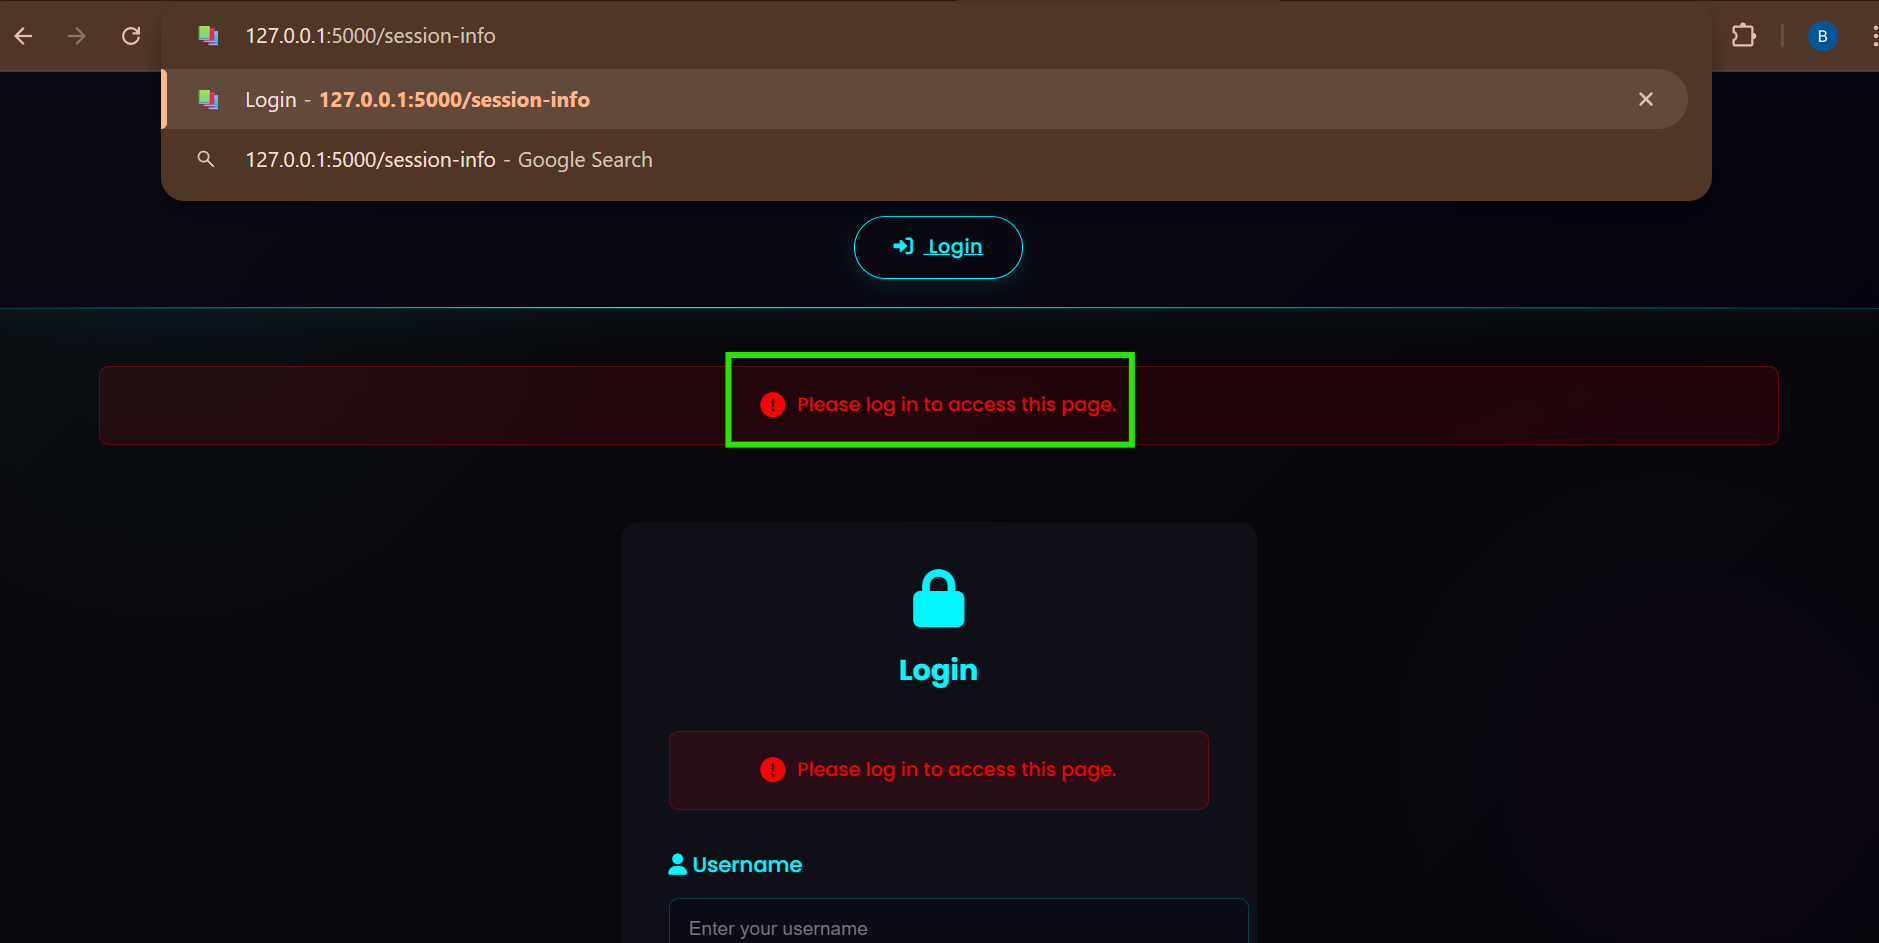 127.0.0.1:5000/session-info
B
Login - 127.0.0.1:5000/session-info
127.0.0.1:5000/session-info - Google Search
Login
Please log in to access this page.
Login
Please log in to access this page.
Username
Enter your username